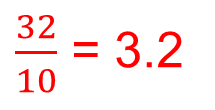 32/10 = 3.2